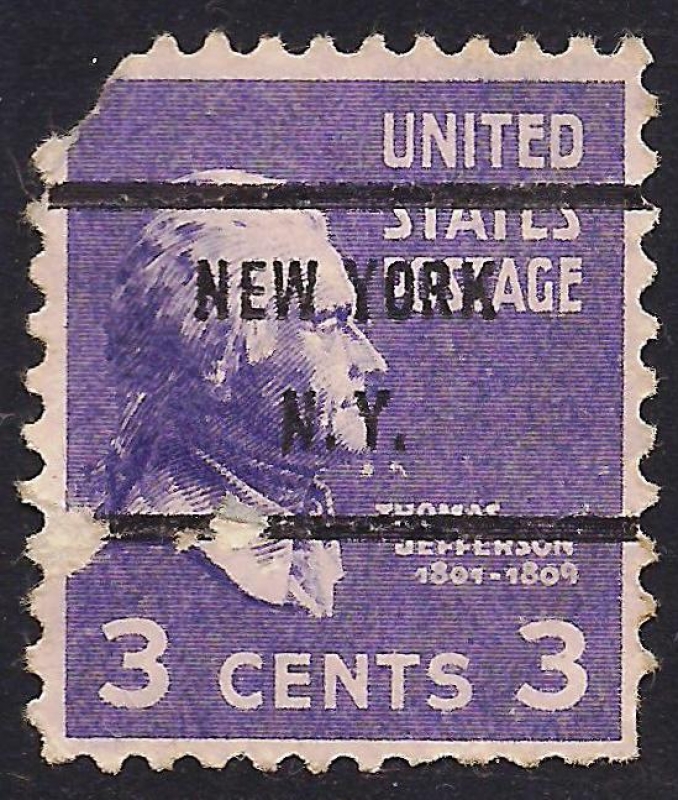 UNITED
STATES
POSTAGE
NEW YORK
N.Y.
THOMAS
JEFFERSON
1801-1809
3 CENTS 3